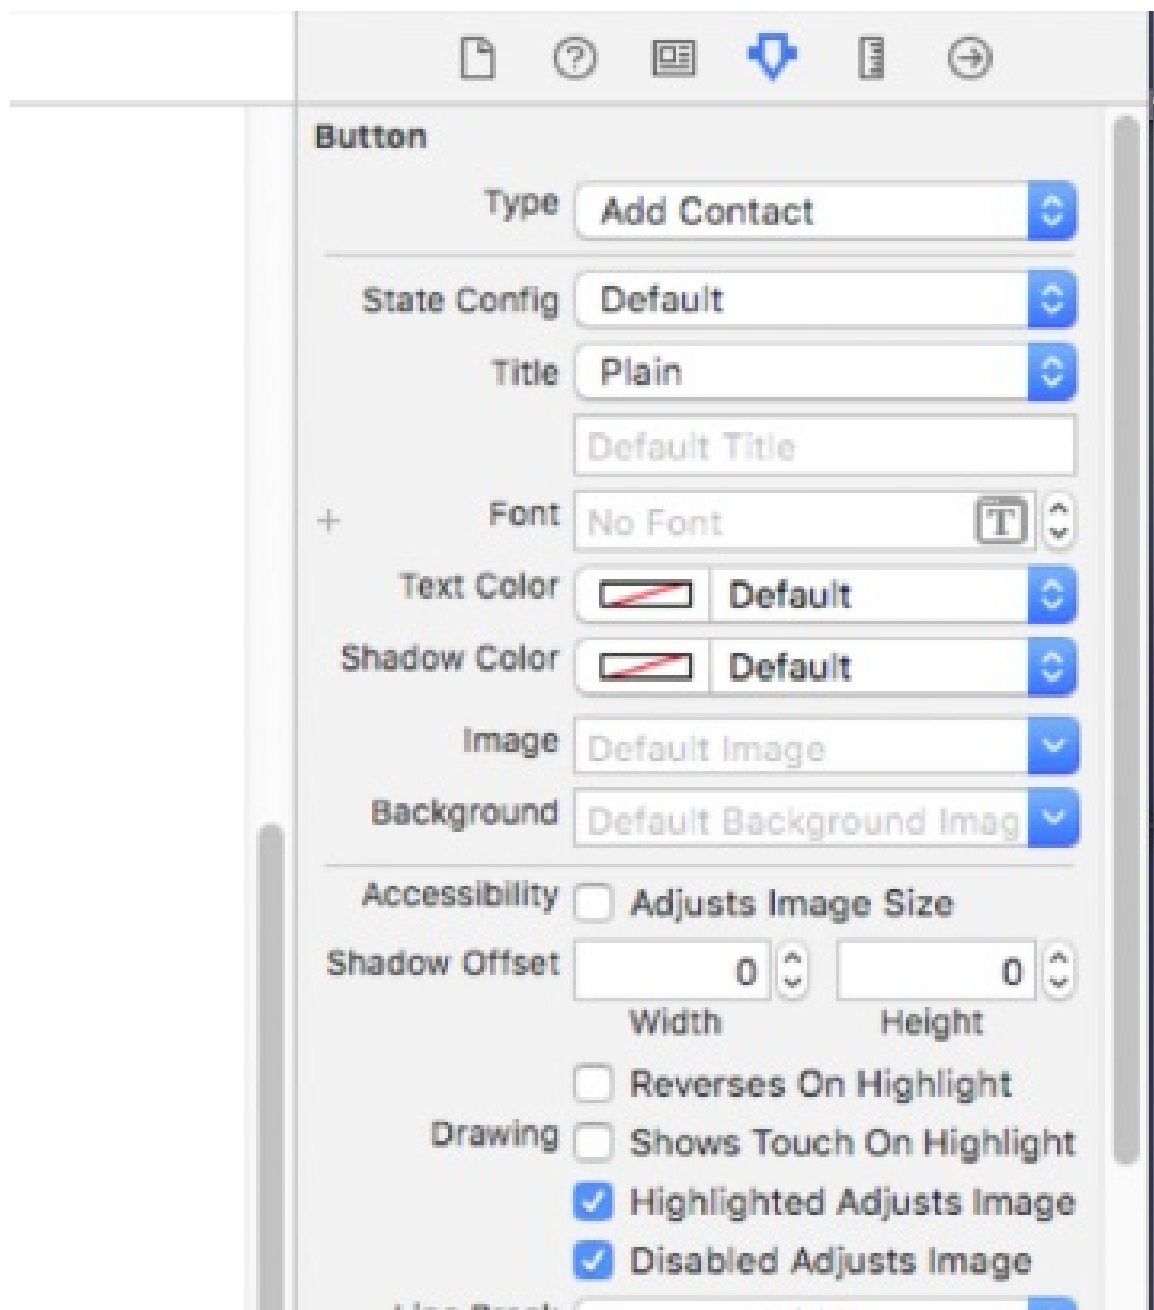 Button
Type Add Contact
State Config Default
Title Plain
Default Title
+ Font No Font T
Text Color Default
Shadow Color Default
Image Default Image
Background Default Background Imag
Accessibility Adjusts Image Size
Shadow Offset 0 0
Width Height
Reverses On Highlight
Drawing Shows Touch On Highlight
Highlighted Adjusts Image
Disabled Adjusts Image
Line Break